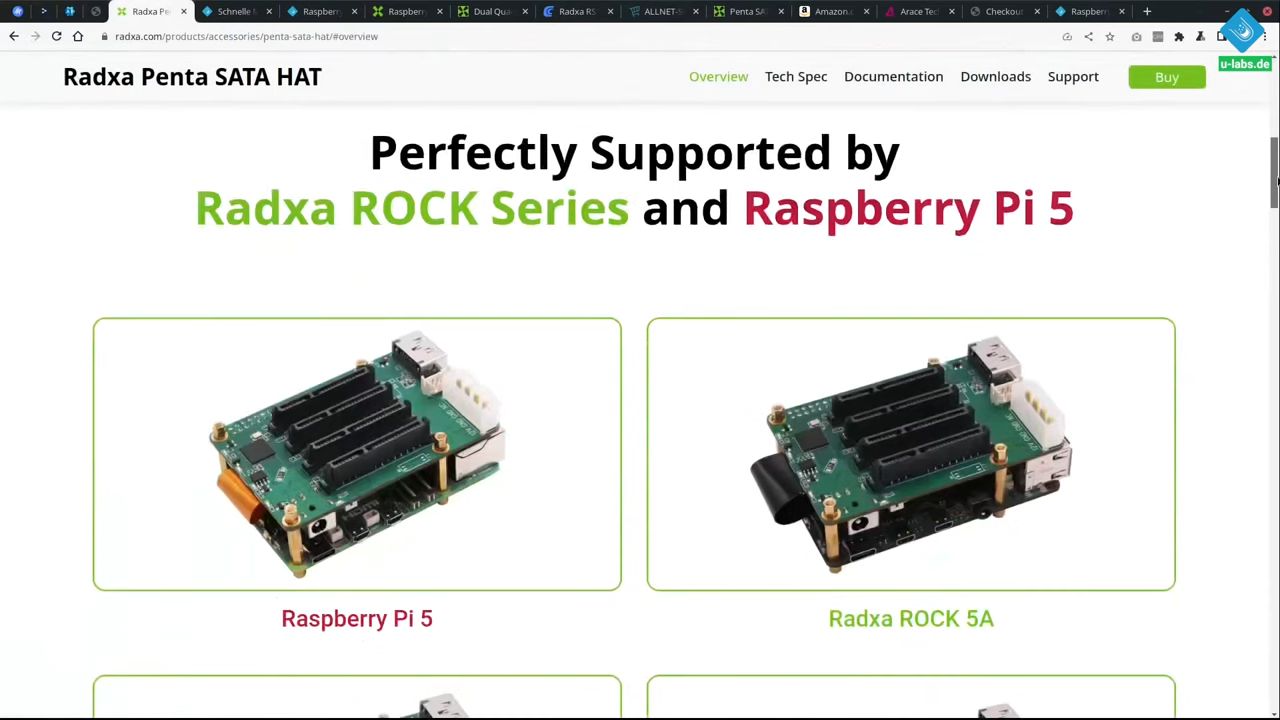 Radxa Pe
Schnelle M
Raspberry
Raspberry
Dual Qua
Radxa RS
ALLNET-S
Penta SA
Amazon.
Arace Tec
Checkout
Raspberr
radxa.com/products/accessories/penta-sata-hat/#overview
u-labs.de
Radxa Penta SATA HAT
Overview
Tech Spec
Documentation
Downloads
Support
Buy
Perfectly Supported by
Radxa ROCK Series and Raspberry Pi 5
Raspberry Pi 5
Radxa ROCK 5A